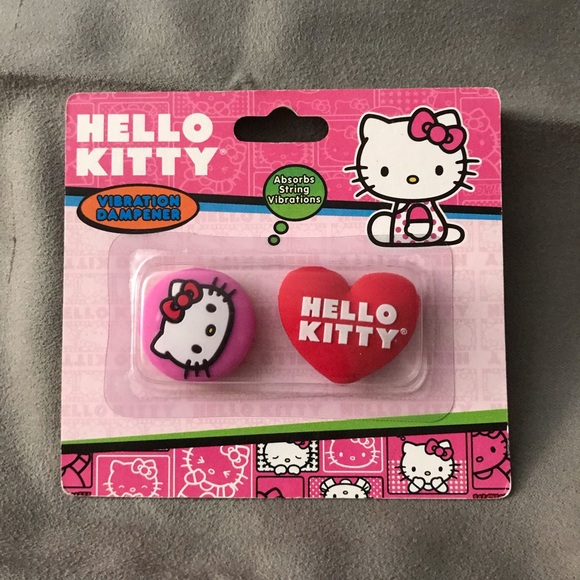 HELLO
KITTY®
VIBRATION
DAMPENER
Absorbs
String
Vibrations
HELLO
KITTY®